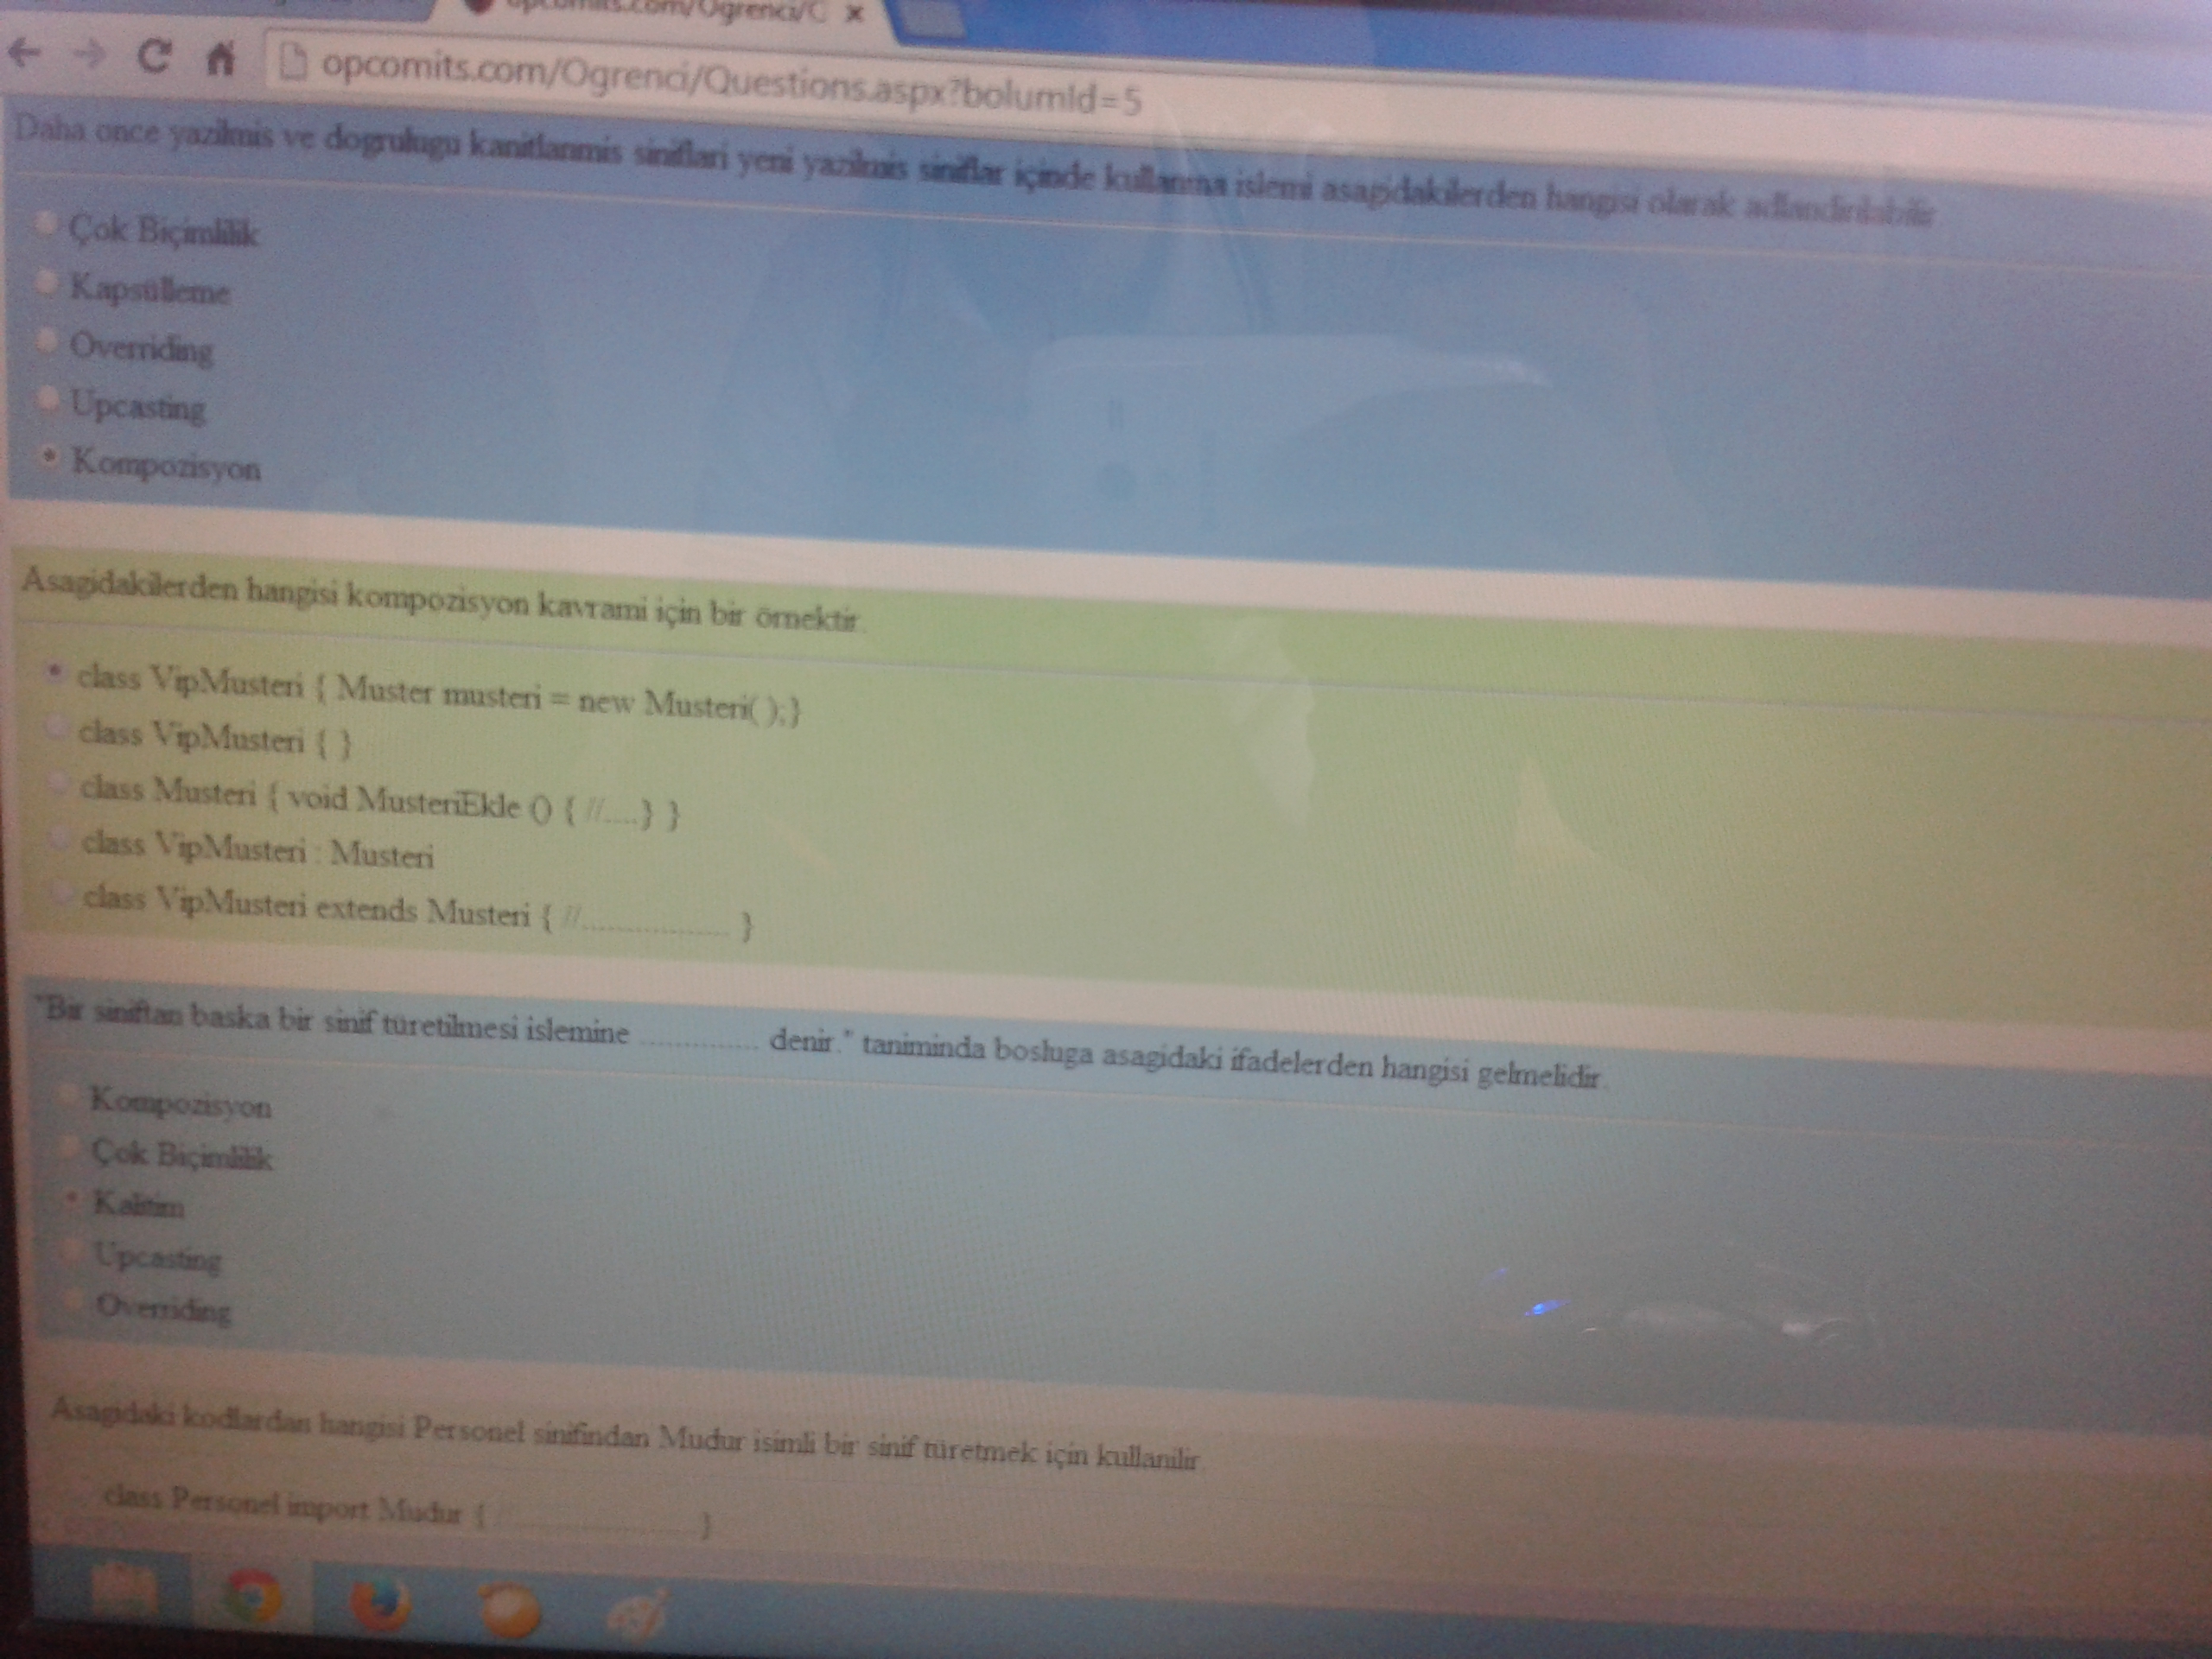 opcomits.com/Ogrenci/C x
opcomits.com/Ogrenci/Questions.aspx?bolumId=5
Daha once yazilmis ve dogrulugu kanitlanmis siniflari yeni yazilmis siniflar içinde kullanma islemi asagidakilerden hangisi olarak adlandirilabilir
Çok Biçimlilik
Kapsülleme
Overriding
Upcasting
Kompozisyon
Asagidakilerden hangisi kompozisyon kavrami için bir örnektir.
class VipMusteri { Muster musteri = new Musteri( );}
class VipMusteri { }
class Musteri { void MusteriEkle () { //.....} }
class VipMusteri : Musteri
class VipMusteri extends Musteri { //.................... }
"Bir siniftan baska bir sinif türetilmesi islemine .............. denir." taniminda bosluga asagidaki ifadelerden hangisi gelmelidir.
Kompozisyon
Çok Biçimlilik
Kalitim
Upcasting
Overriding
Asagidaki kodlardan hangisi Personel sinifindan Mudur isimli bir sinif türetmek için kullanilir.
class Personel import Mudur { //........................ }